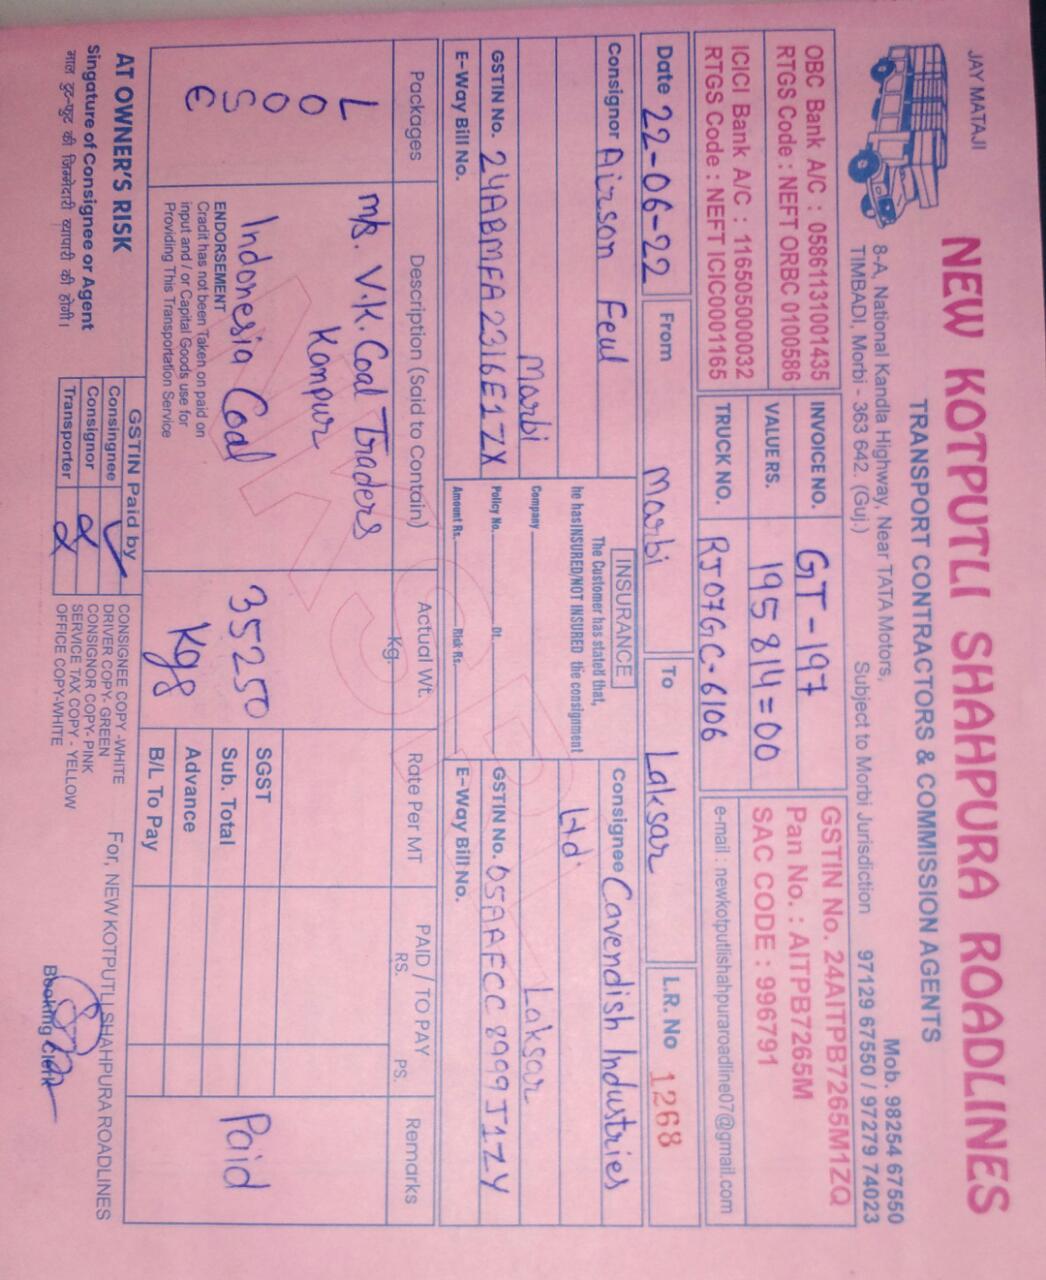 JAY MATAJI
NEW KOTPUTLI SHAHPURA ROADLINES
TRANSPORT CONTRACTORS & COMMISSION AGENTS
Mob. 98254 67550
8-A, National Kandla Highway, Near TATA Motors,
TIMBADI, Morbi - 363 642. (Guj.)
Subject to Morbi Jurisdiction
97129 67550 / 97279 74023
OBC Bank A/C : 05861131001435
RTGS Code : NEFT ORBC 0100586
ICICI Bank A/C : 116505000032
RTGS Code : NEFT ICIC0001165
INVOICE NO. GT-197
VALUE RS. 195814=00
TRUCK NO. RJ07GC-6106
GSTIN No. 24AITPB7265M1ZQ
Pan No. : AITPB7265M
SAC CODE : 996791
e-mail : newkotputlishahpuraroadline07@gmail.com
Date 22-06-22 From Morbi To Laksar L.R. No 1268
Consignor Airson Feul
Morbi
GSTIN No. 24ABMFA2316E1ZX
E-Way Bill No.
INSURANCE
The Customer has stated that,
he has INSURED/NOT INSURED the consignment
Company
Policy No. Dt.
Amount Rs. Risk Rs.
Consignee Cavendish Industries
Ltd.
Laksar
GSTIN No. 05AAFCC8999J1ZY
E-Way Bill No.
Packages Description (Said to Contain) Actual Wt. Kg. Rate Per MT PAID / TO PAY RS. PS. Remarks
LOOSE
M/s. V.K. Coal Traders
Kanpur
Indonesia Coal
35250
Kgs
Paid
ENDORSEMENT
Cradit has not been Taken on paid on
input and / or Capital Goods use for
Providing This Transportation Service
SGST
Sub. Total
Advance
B/L To Pay
AT OWNER'S RISK
Singature of Consignee or Agent
माल टूट-फूट की जिम्मेदारी व्यापारी की होगी।
GSTIN Paid by
Consignee
Consignor
Transporter
CONSIGNEE COPY -WHITE
DRIVER COPY- GREEN
CONSIGNOR COPY- PINK
SERVICE TAX COPY - YELLOW
OFFICE COPY-WHITE
For, NEW KOTPUTLI SHAHPURA ROADLINES
Booking Clerk